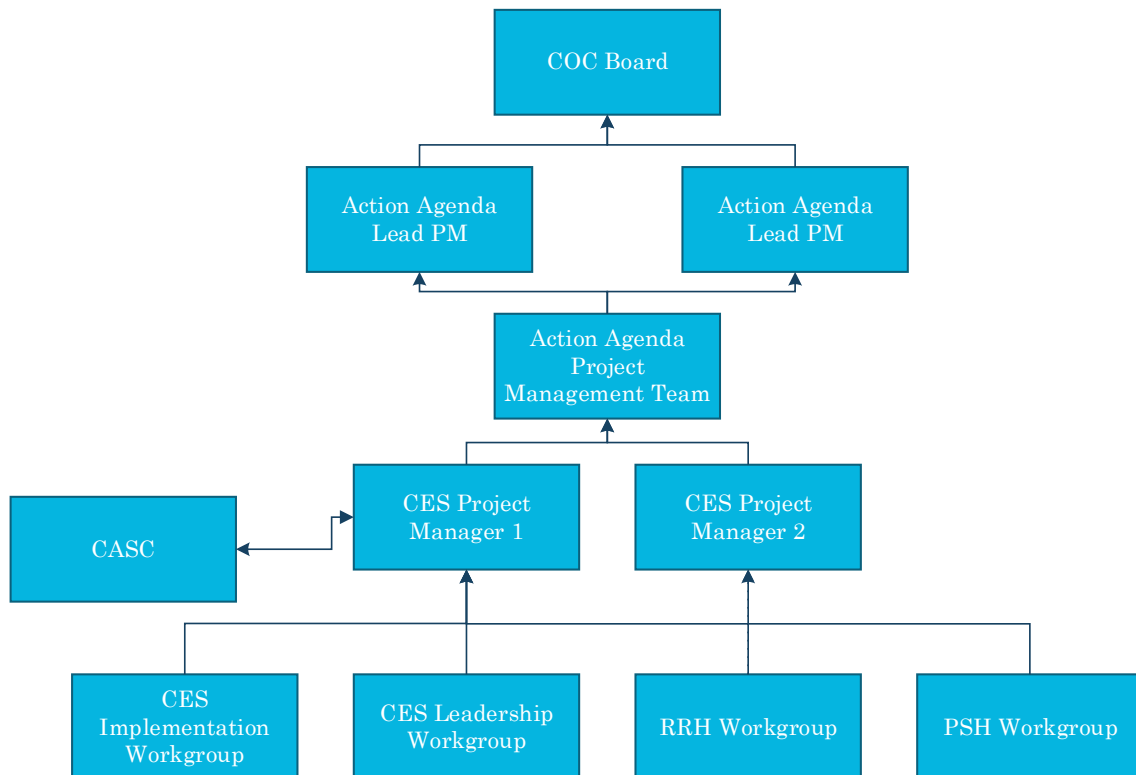 COC Board
Action Agenda
Lead PM
Action Agenda
Lead PM
Action Agenda
Project
Management Team
CES Project
Manager 1
CES Project
Manager 2
CASC
CES
Implementation
Workgroup
CES Leadership
Workgroup
RRH Workgroup
PSH Workgroup